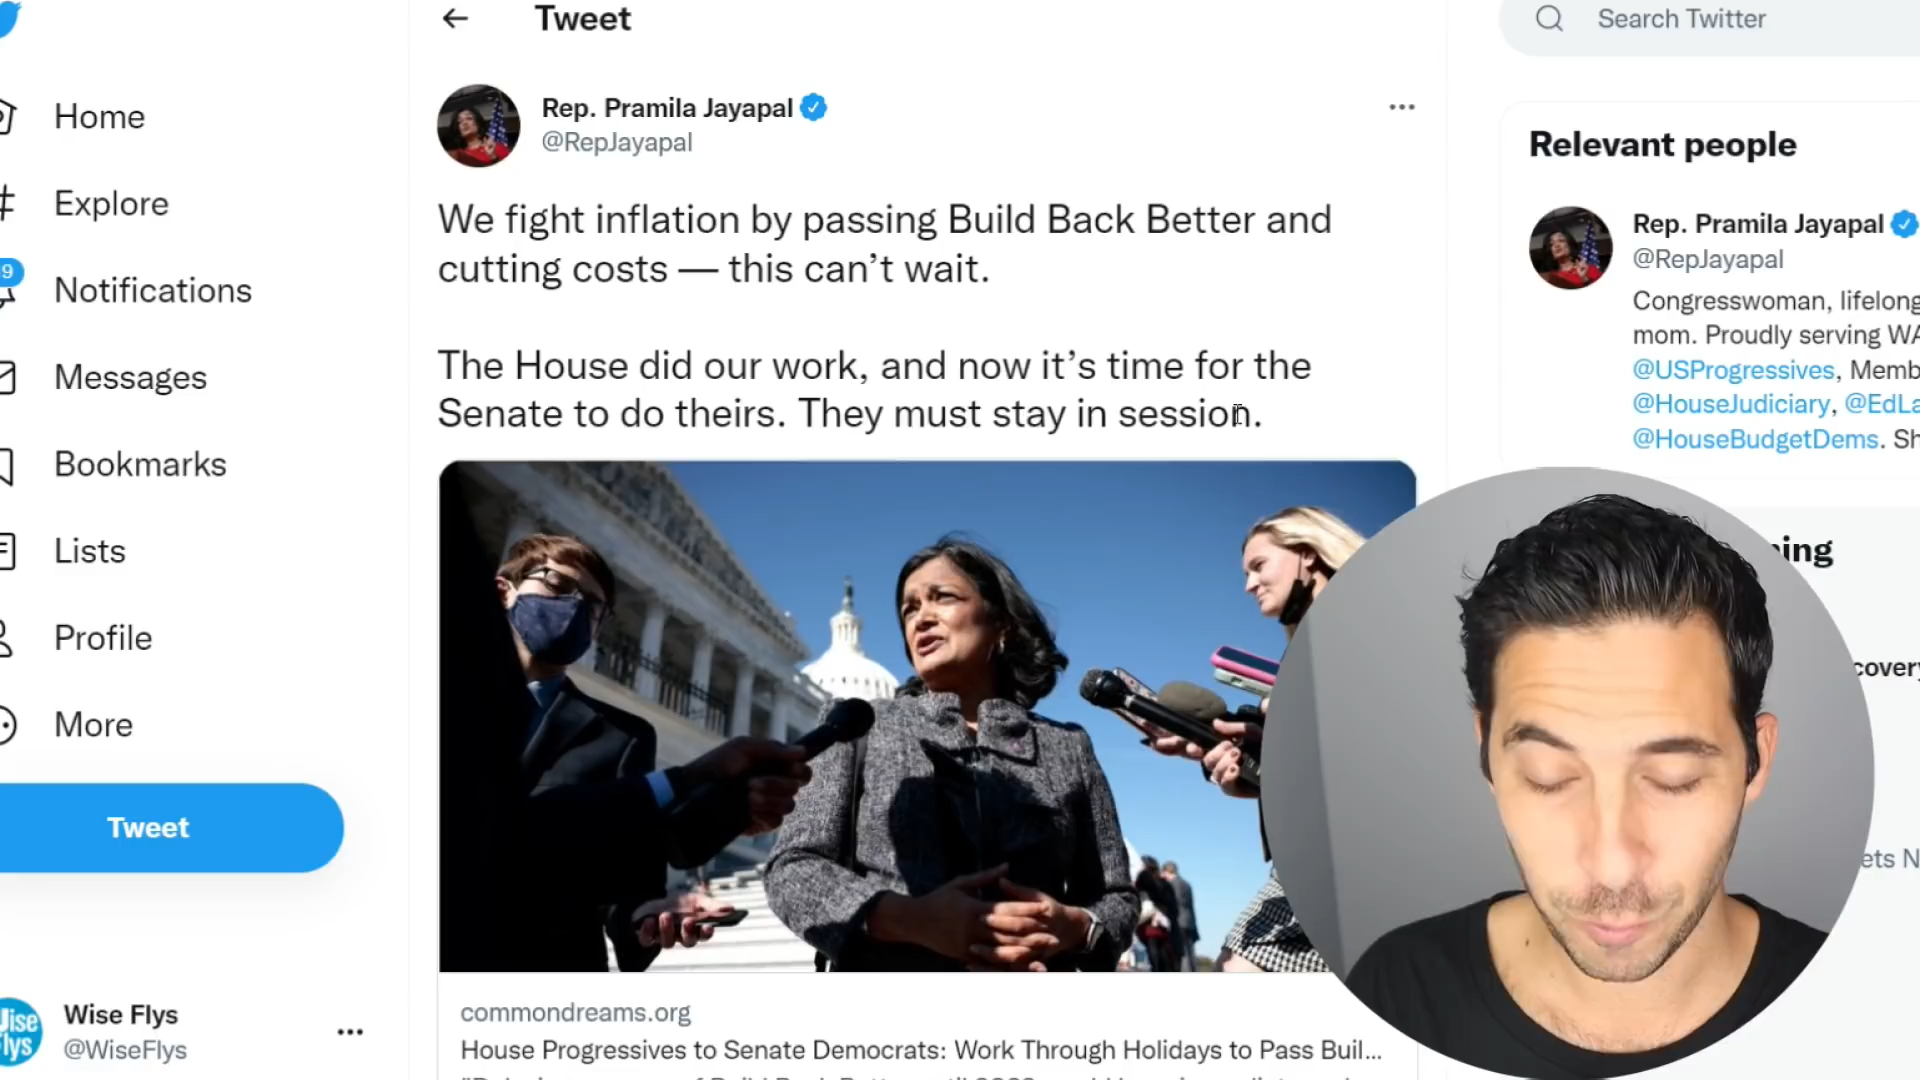 Tweet
Search Twitter
Home
Explore
9
Notifications
Messages
Bookmarks
Lists
Profile
More
Tweet
Wise Flys
@WiseFlys
Rep. Pramila Jayapal
@RepJayapal
We fight inflation by passing Build Back Better and
cutting costs — this can’t wait.
The House did our work, and now it’s time for the
Senate to do theirs. They must stay in session.
commondreams.org
House Progressives to Senate Democrats: Work Through Holidays to Pass Buil...
Relevant people
Rep. Pramila Jayapal
@RepJayapal
Congresswoman, lifelong
mom. Proudly serving WA
@USProgressives, Memb
@HouseJudiciary, @EdLa
@HouseBudgetDems. Sh
ning
covery
ets N